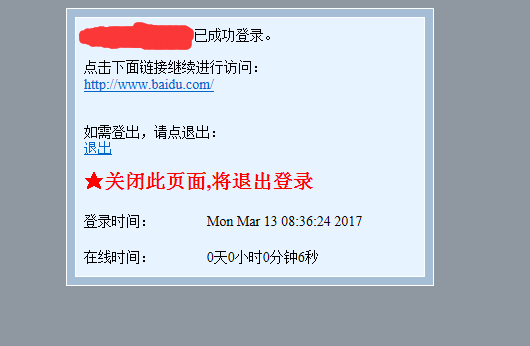 已成功登录。
点击下面链接继续进行访问：
http://www.baidu.com/
如需登出，请点退出：
退出
★关闭此页面,将退出登录
登录时间： Mon Mar 13 08:36:24 2017
在线时间： 0天0小时0分钟6秒